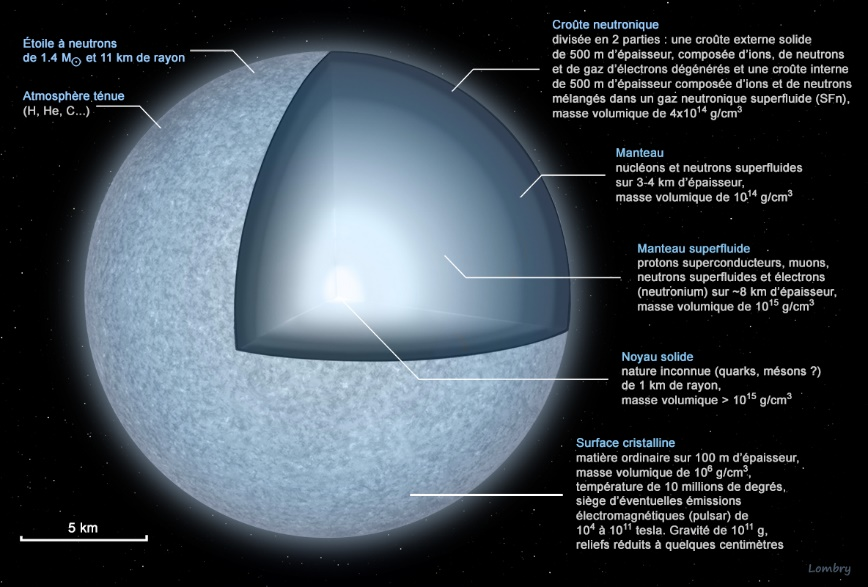 Étoile à neutrons
de 1.4 M☉ et 11 km de rayon
Atmosphère ténue
(H, He, C...)
Croûte neutronique
divisée en 2 parties : une croûte externe solide
de 500 m d'épaisseur, composée d'ions, de neutrons
et de gaz d'électrons dégénérés et une croûte interne
de 500 m d'épaisseur composée d'ions et de neutrons
mélangés dans un gaz neutronique superfluide (SFn),
masse volumique de 4x10¹⁴ g/cm³
Manteau
nucléons et neutrons superfluides
sur 3-4 km d'épaisseur,
masse volumique de 10¹⁴ g/cm³
Manteau superfluide
protons superconducteurs, muons,
neutrons superfluides et électrons
(neutronium) sur ~8 km d'épaisseur,
masse volumique de 10¹⁵ g/cm³
Noyau solide
nature inconnue (quarks, mésons ?)
de 1 km de rayon,
masse volumique > 10¹⁵ g/cm³
Surface cristalline
matière ordinaire sur 100 m d'épaisseur,
masse volumique de 10⁶ g/cm³,
température de 10 millions de degrés,
siège d'éventuelles émissions
électromagnétiques (pulsar) de
10⁴ à 10¹¹ tesla. Gravité de 10¹¹ g,
reliefs réduits à quelques centimètres
5 km
Lombry